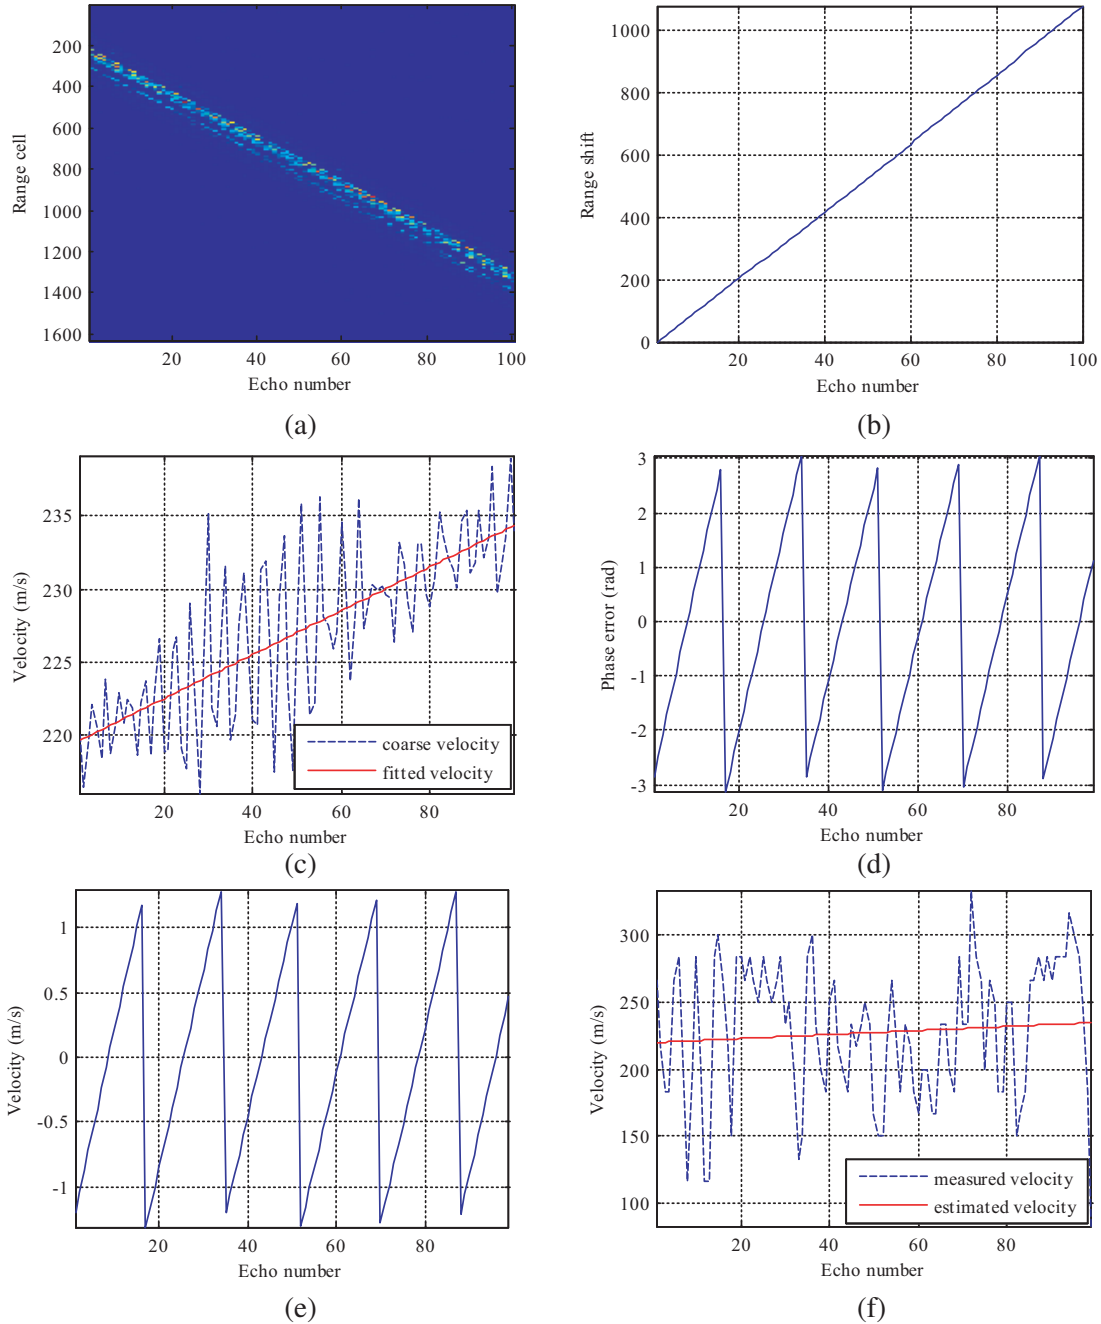 200
400
600
800
1000
1200
1400
1600
Range cell
20
40
60
80
100
Echo number
(a)
1000
800
600
400
200
0
Range shift
20
40
60
80
100
Echo number
(b)
235
230
225
220
Velocity (m/s)
coarse velocity
fitted velocity
20
40
60
80
Echo number
(c)
3
2
1
0
-1
-2
-3
Phase error (rad)
20
40
60
80
Echo number
(d)
1
0.5
0
-0.5
-1
Velocity (m/s)
20
40
60
80
Echo number
(e)
300
250
200
150
100
Velocity (m/s)
measured velocity
estimated velocity
20
40
60
80
Echo number
(f)